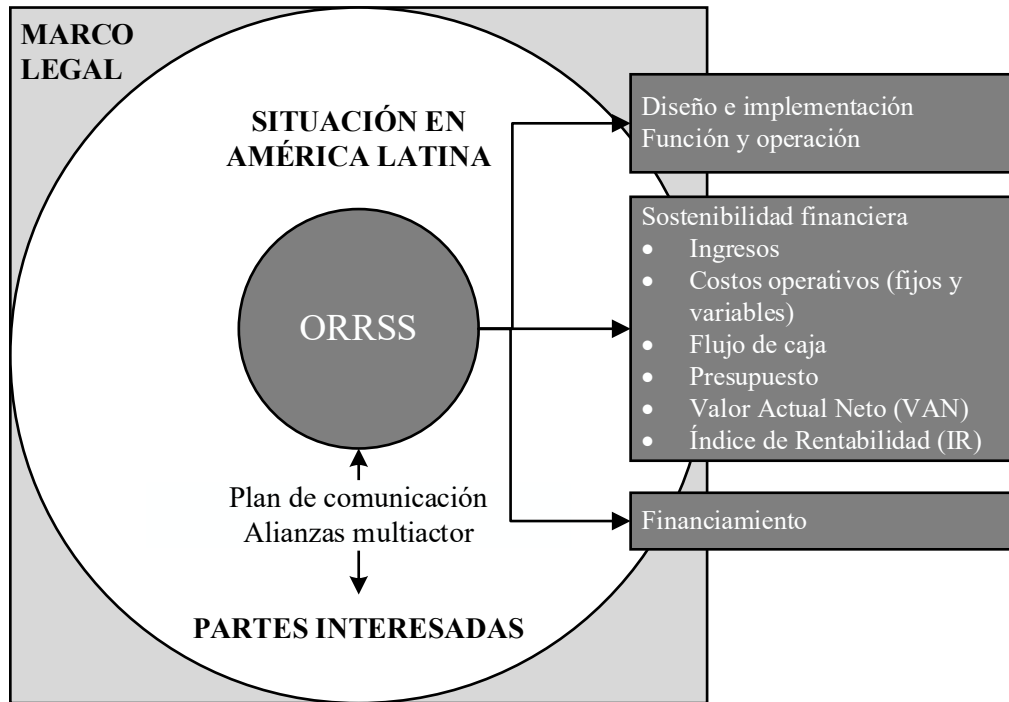 MARCO
LEGAL
SITUACIÓN EN
AMÉRICA LATINA
ORRSS
Plan de comunicación
Alianzas multiactor
PARTES INTERESADAS
Diseño e implementación
Función y operación
Sostenibilidad financiera
• Ingresos
• Costos operativos (fijos y
variables)
• Flujo de caja
• Presupuesto
• Valor Actual Neto (VAN)
• Índice de Rentabilidad (IR)
Financiamiento